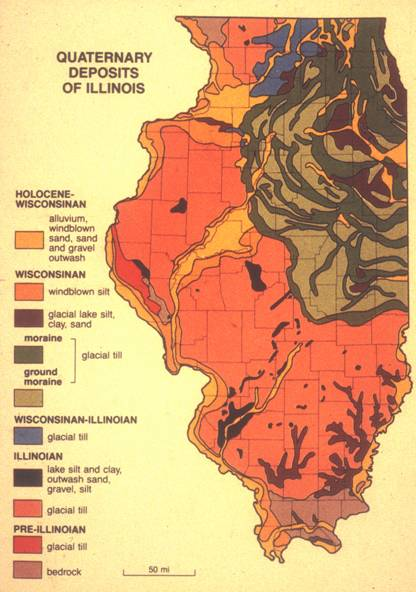 QUATERNARY
DEPOSITS
OF ILLINOIS
HOLOCENE-
WISCONSINAN
alluvium,
windblown
sand, sand
and gravel
outwash
WISCONSINAN
windblown silt
glacial lake silt,
clay, sand
moraine
glacial till
ground
moraine
WISCONSINAN-ILLINOIAN
glacial till
ILLINOIAN
lake silt and clay,
outwash sand,
gravel, silt
glacial till
PRE-ILLINOIAN
glacial till
bedrock
50 mi